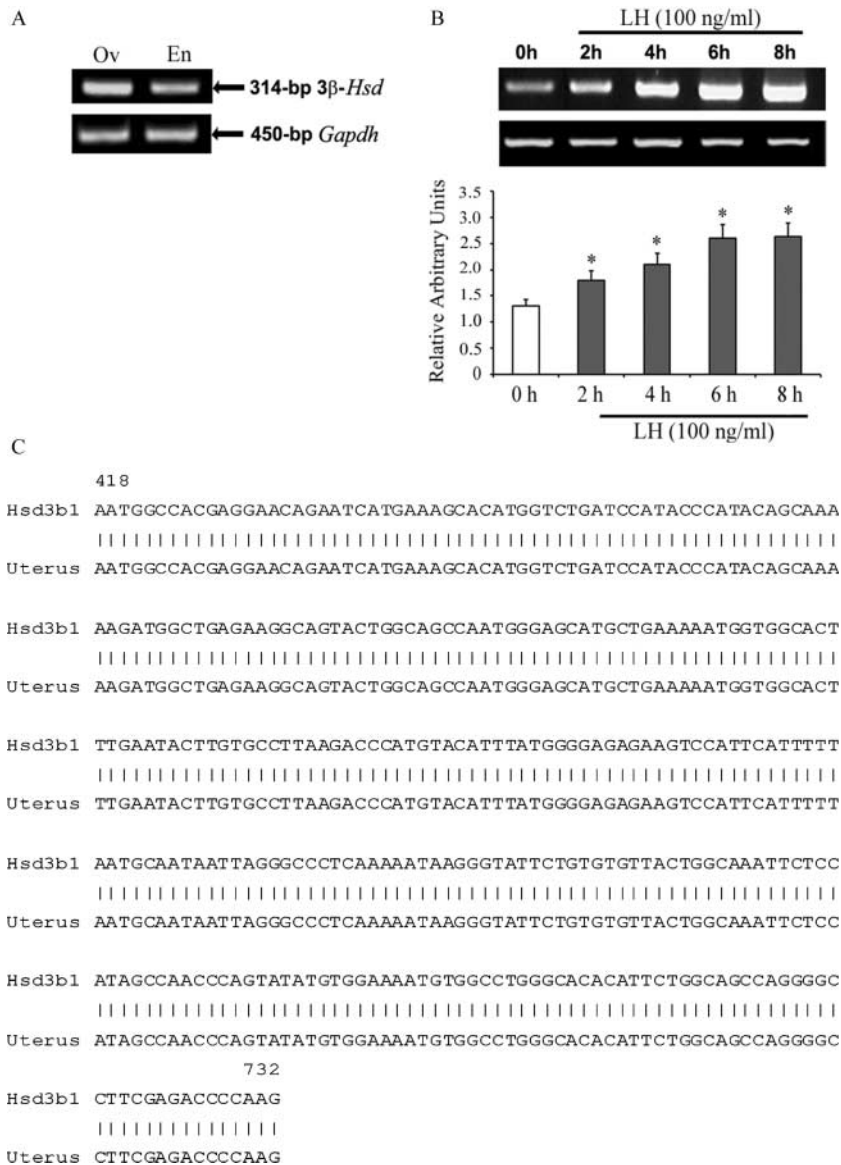 A
Ov En
314-bp 3β-Hsd
450-bp Gapdh
B
LH (100 ng/ml)
0h 2h 4h 6h 8h
Relative Arbitrary Units
3.5
3.0
2.5
2.0
1.5
1.0
0.5
0
* * * *
0 h 2 h 4 h 6 h 8 h
LH (100 ng/ml)
C
418
Hsd3b1 AATGGCCACGAGGAACAGAATCATGAAAGCACATGGTCTGATCCATACCCATACAGCAAA
Uterus AATGGCCACGAGGAACAGAATCATGAAAGCACATGGTCTGATCCATACCCATACAGCAAA
Hsd3b1 AAGATGGCTGAGAAGGCAGTACTGGCAGCCAATGGGAGCATGCTGAAAAATGGTGGCACT
Uterus AAGATGGCTGAGAAGGCAGTACTGGCAGCCAATGGGAGCATGCTGAAAAATGGTGGCACT
Hsd3b1 TTGAATACTTGTGCCTTAAGACCCATGTACATTTATGGGGAGAGAAGTCCATTCATTTTT
Uterus TTGAATACTTGTGCCTTAAGACCCATGTACATTTATGGGGAGAGAAGTCCATTCATTTTT
Hsd3b1 AATGCAATAATTAGGGCCCTCAAAAATAAGGGTATTCTGTGTGTTACTGGCAAATTCTCC
Uterus AATGCAATAATTAGGGCCCTCAAAAATAAGGGTATTCTGTGTGTTACTGGCAAATTCTCC
Hsd3b1 ATAGCCAACCCAGTATATGTGGAAAATGTGGCCTGGGCACACATTCTGGCAGCCAGGGGC
Uterus ATAGCCAACCCAGTATATGTGGAAAATGTGGCCTGGGCACACATTCTGGCAGCCAGGGGC
732
Hsd3b1 CTTCGAGACCCCAAG
Uterus CTTCGAGACCCCAAG